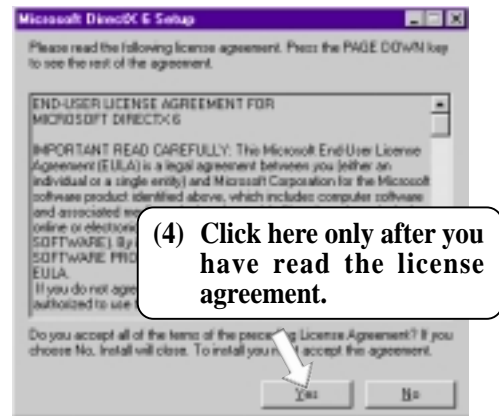 Microsoft DirectX 6 Setup
Please read the following license agreement. Press the PAGE DOWN key
to see the rest of the agreement.
END-USER LICENSE AGREEMENT FOR
MICROSOFT DIRECTX 6
IMPORTANT READ CAREFULLY: This Microsoft End-User License
Agreement (EULA) is a legal agreement between you (either an
individual or a single entity) and Microsoft Corporation for the Microsoft
software product identified above, which includes computer software
and associated
online or electronic
SOFTWARE). By
SOFTWARE
EULA.
If you do not
authorized to use
(4) Click here only after you
have read the license
agreement.
Do you accept all of the terms of the preceding License Agreement? If you
choose No, Install will close. To install you accept this agreement.
Yes
No